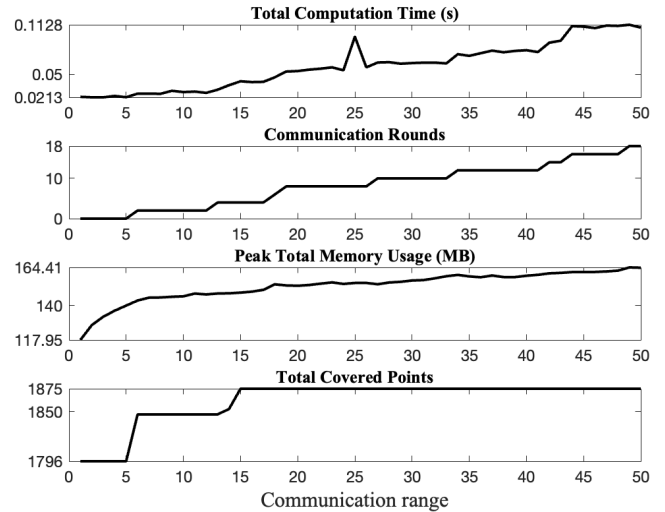 Total Computation Time (s)
0.1128
0.05
0.0213
0 5 10 15 20 25 30 35 40 45 50
Communication Rounds
18
10
0
0 5 10 15 20 25 30 35 40 45 50
Peak Total Memory Usage (MB)
164.41
140
117.95
0 5 10 15 20 25 30 35 40 45 50
Total Covered Points
1875
1850
1796
0 5 10 15 20 25 30 35 40 45 50
Communication range